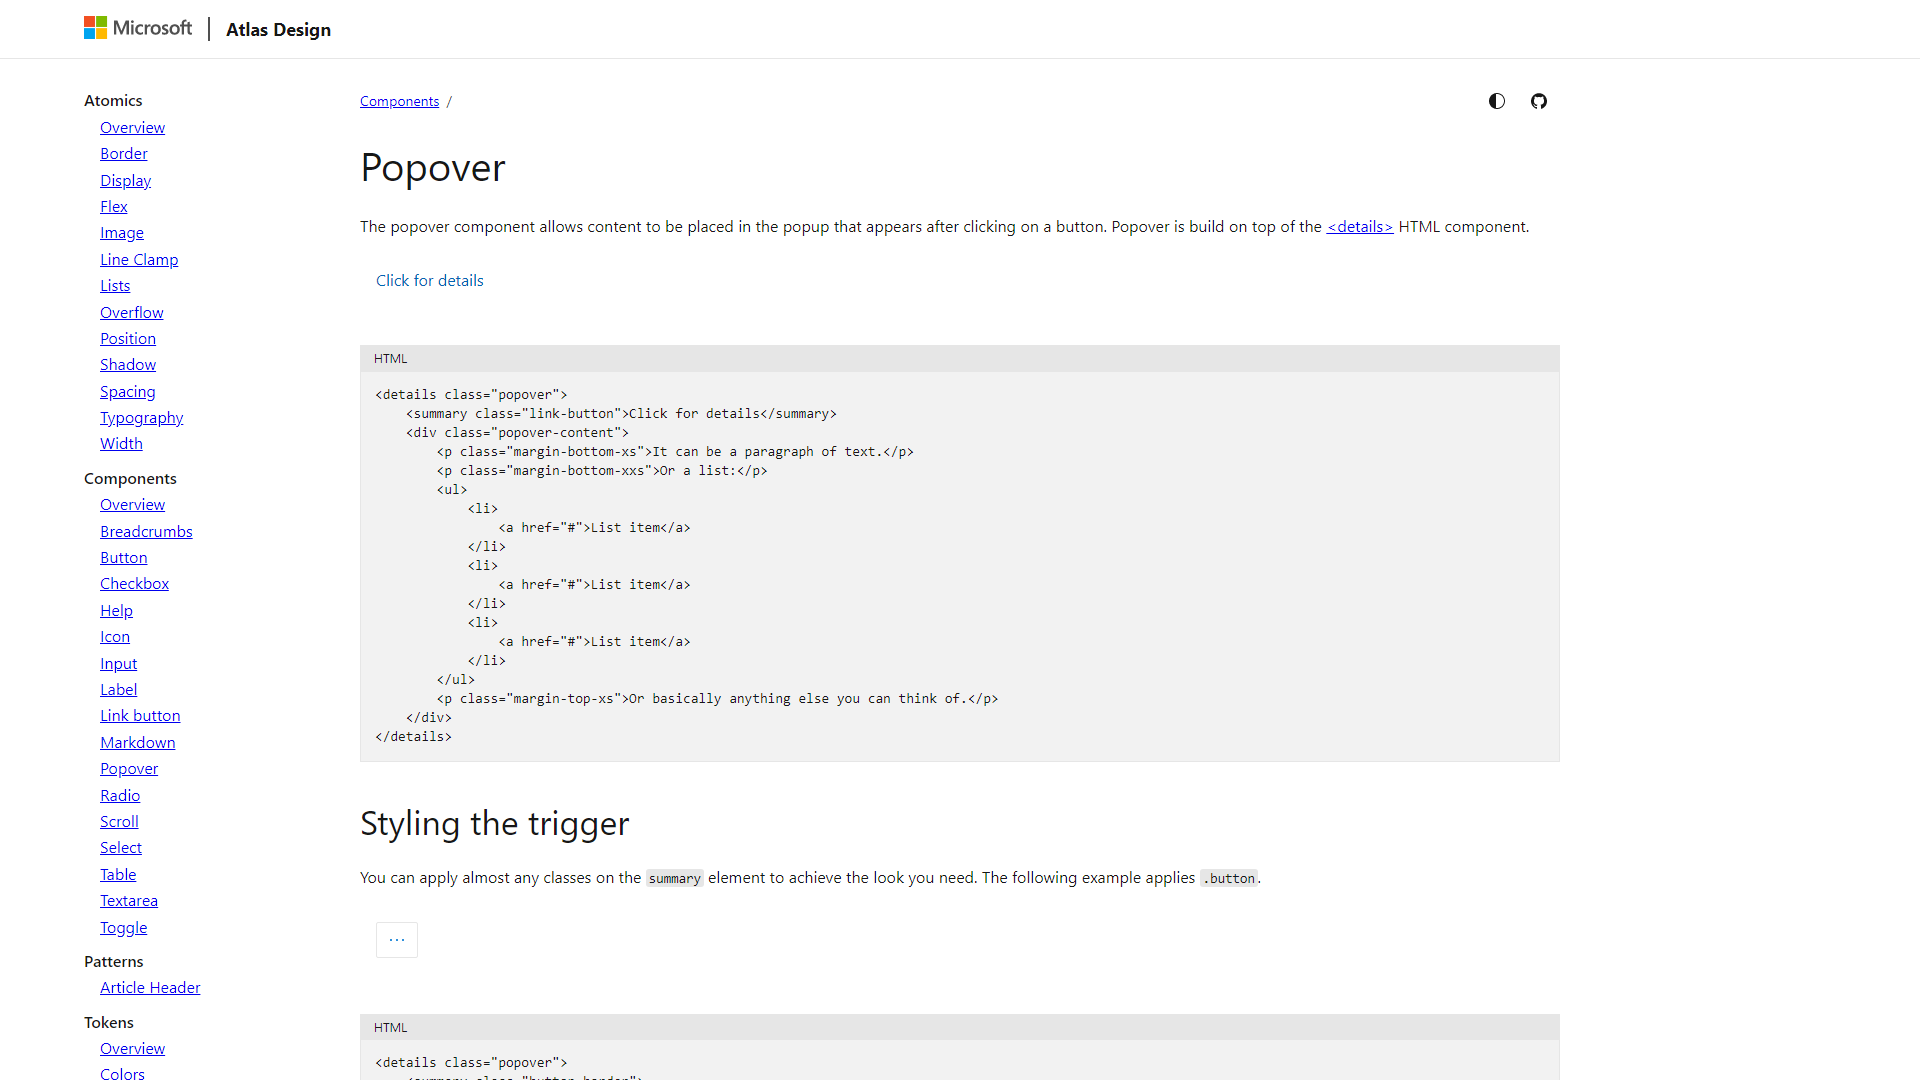 Microsoft
Atlas Design
Atomics
Overview
Border
Display
Flex
Image
Line Clamp
Lists
Overflow
Position
Shadow
Spacing
Typography
Width
Components
Overview
Breadcrumbs
Button
Checkbox
Help
Icon
Input
Label
Link button
Markdown
Popover
Radio
Scroll
Select
Table
Textarea
Toggle
Patterns
Article Header
Tokens
Overview
Colors
Components /
Popover
The popover component allows content to be placed in the popup that appears after clicking on a button. Popover is build on top of the <details> HTML component.
Click for details
HTML
<details class="popover">
    <summary class="link-button">Click for details</summary>
    <div class="popover-content">
        <p class="margin-bottom-xs">It can be a paragraph of text.</p>
        <p class="margin-bottom-xxs">Or a list:</p>
        <ul>
            <li>
                <a href="#">List item</a>
            </li>
            <li>
                <a href="#">List item</a>
            </li>
            <li>
                <a href="#">List item</a>
            </li>
        </ul>
        <p class="margin-top-xs">Or basically anything else you can think of.</p>
    </div>
</details>
Styling the trigger
You can apply almost any classes on the summary element to achieve the look you need. The following example applies .button.
...
HTML
<details class="popover">
    <summary class="button border">